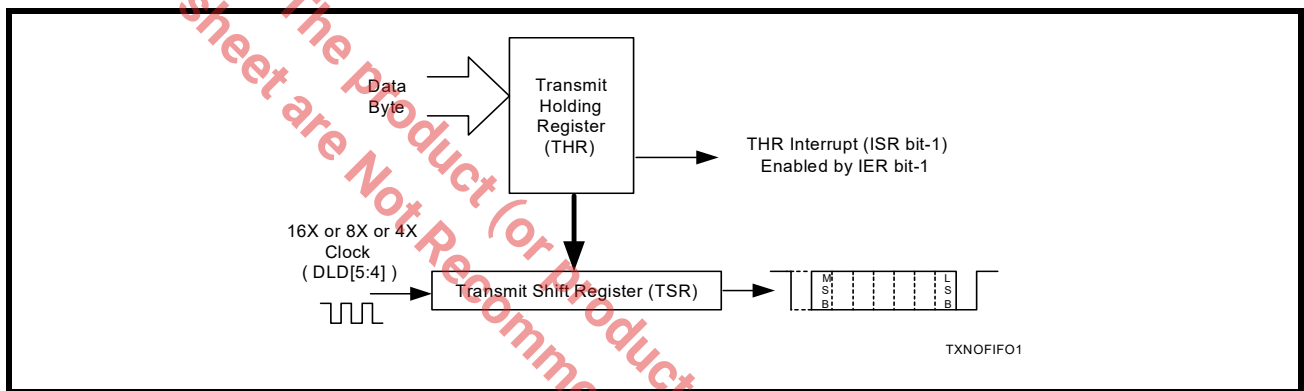 The product (or product
sheet are Not Recomme
Data
Byte
Transmit
Holding
Register
(THR)
THR Interrupt (ISR bit-1)
Enabled by IER bit-1
16X or 8X or 4X
Clock
( DLD[5:4] )
Transmit Shift Register (TSR)
M
S
B
L
S
B
TXNOFIFO1